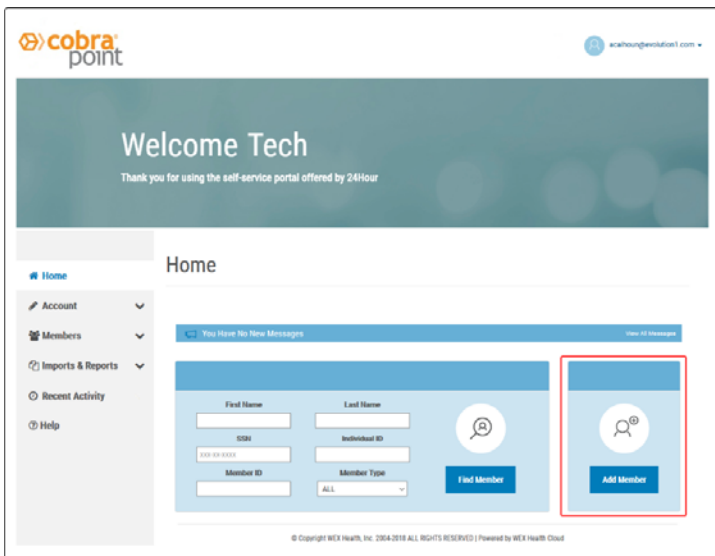 cobra
point
acalhoun@evolution1.com
Welcome Tech
Thank you for using the self-service portal offered by 24Hour
Home
Home
Account
Members
Imports & Reports
Recent Activity
Help
You Have No New Messages
View All Messages
First Name
Last Name
SSN
Individual ID
XXX-XX-XXXX
Member ID
Member Type
ALL
Find Member
Add Member
© Copyright WEX Health, Inc. 2004-2018 ALL RIGHTS RESERVED | Powered by WEX Health Cloud